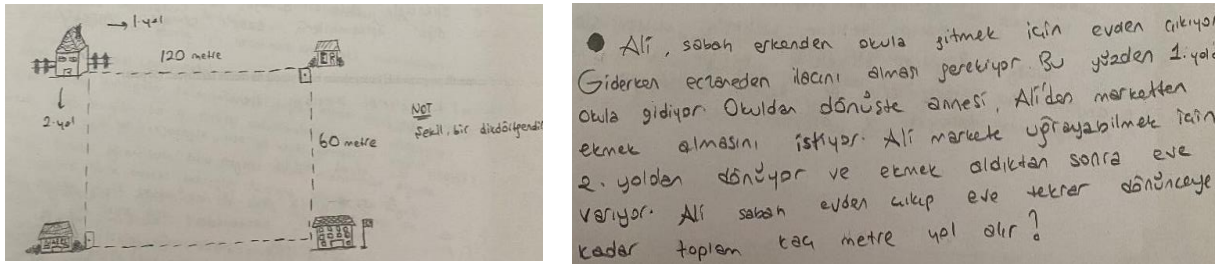 → 1.yol
120 metre
2.yol
60 metre
NOT
Şekil, bir dikdörtgendi
Ali, sabah erkenden okula gitmek için evden çıkıyor
Giderken eczaneden ilacını alması gerekiyor. Bu yüzden 1.yold
okula gidiyor. Okuldan dönüşte annesi, Ali'den marketten
ekmek almasını istiyor. Ali markete uğrayabilmek için
2. yoldan dönüyor ve ekmek aldıktan sonra eve
varıyor. Ali sabah evden çıkıp eve tekrar dönünceye
kadar toplam kaç metre yol alır?